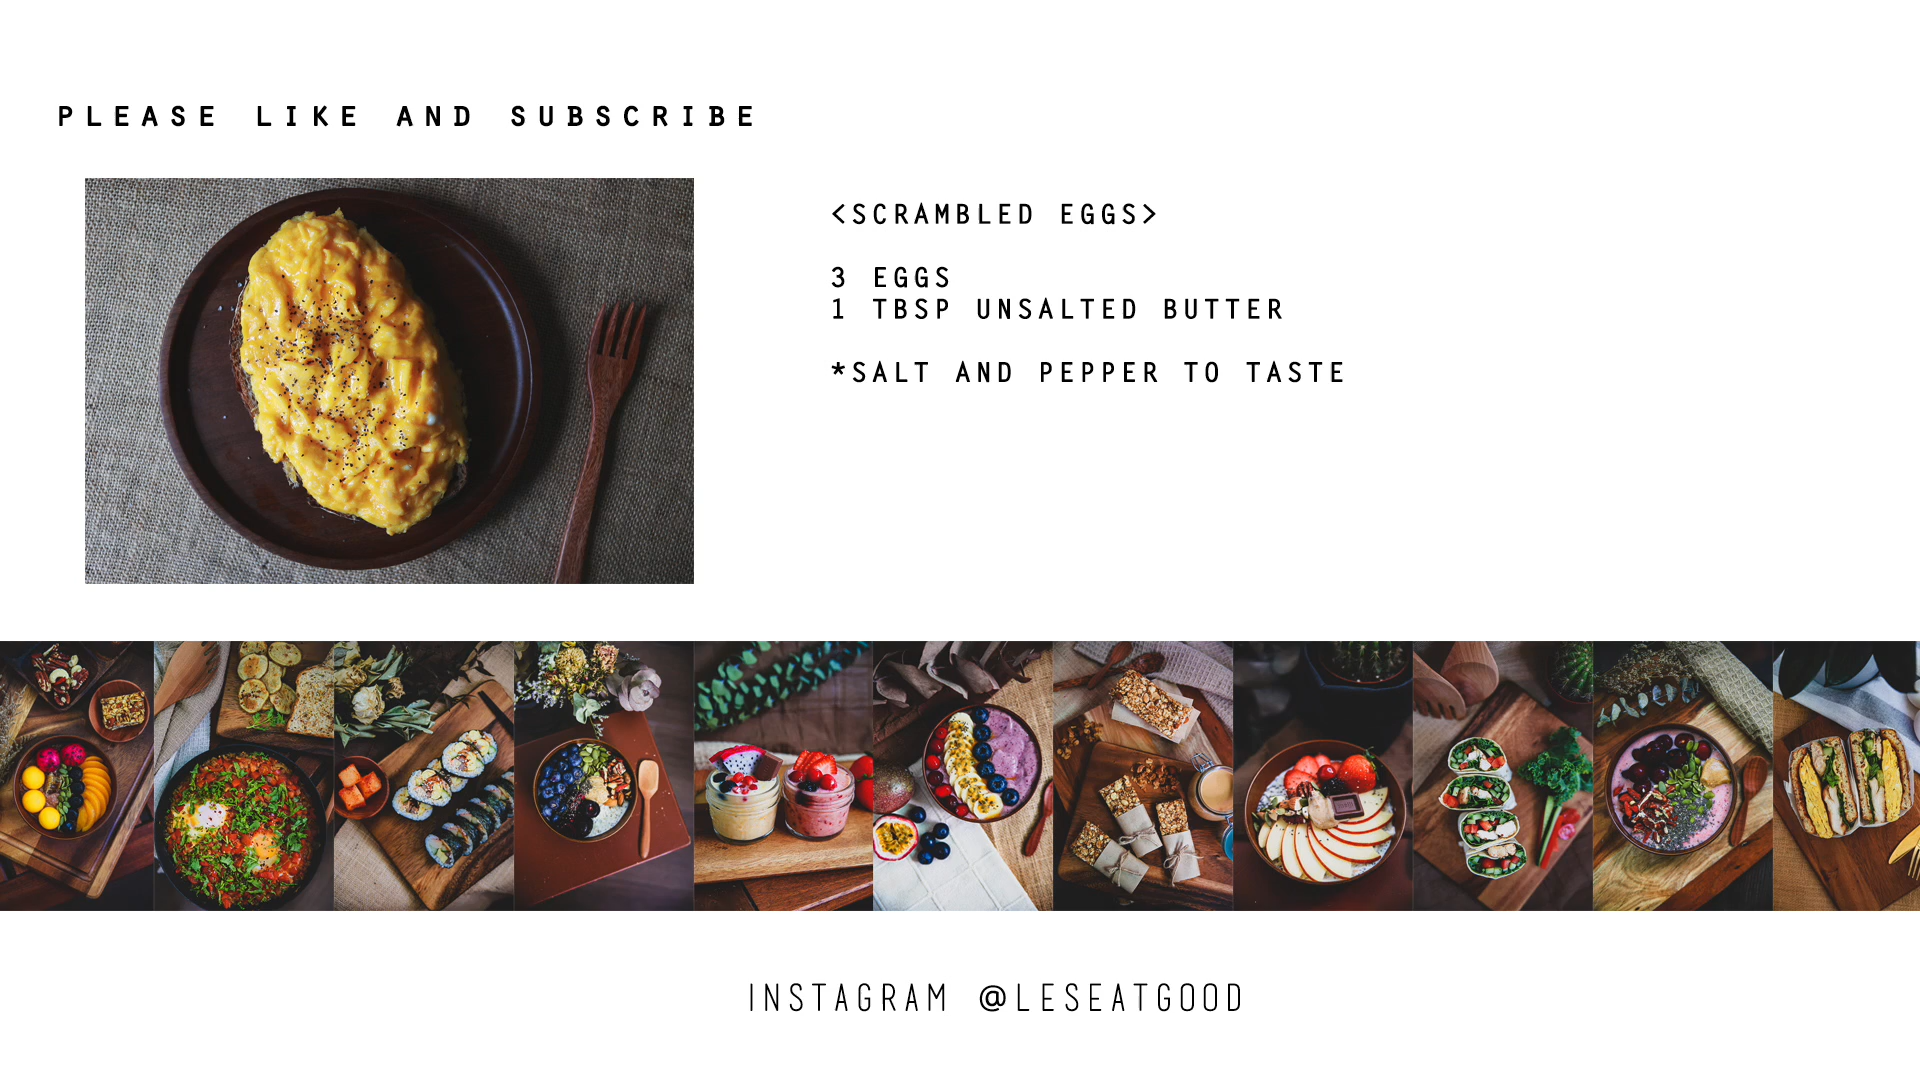 PLEASE LIKE AND SUBSCRIBE
<SCRAMBLED EGGS>
3 EGGS
1 TBSP UNSALTED BUTTER
*SALT AND PEPPER TO TASTE
INSTAGRAM @LESEATGOOD